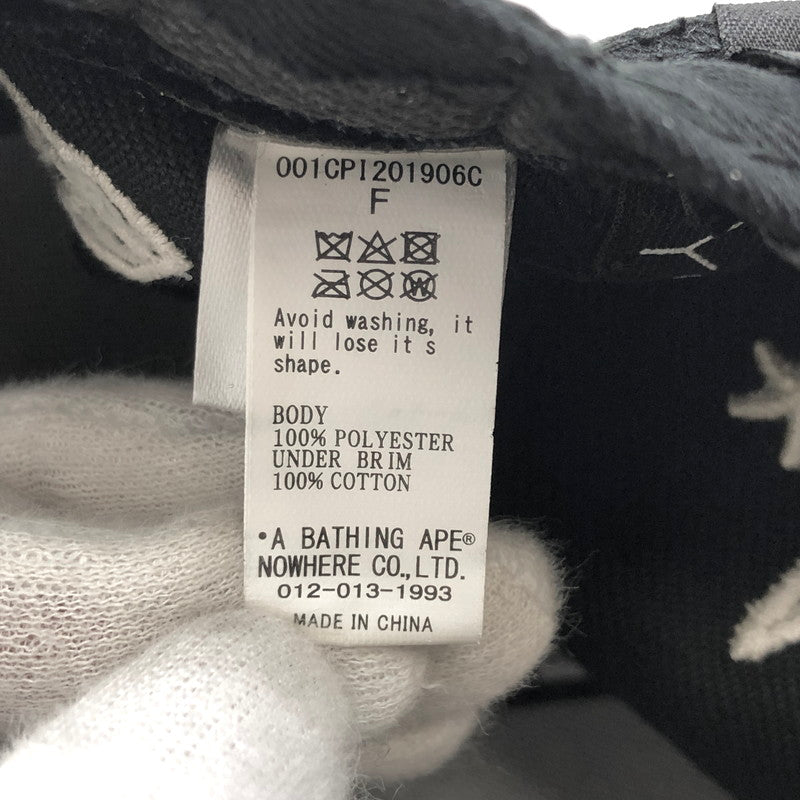 001CPI201906C
F
W
Avoid washing, it
will lose it s
shape.
BODY
100% POLYESTER
UNDER BRIM
100% COTTON
•A BATHING APE®
NOWHERE CO.,LTD.
012-013-1993
MADE IN CHINA